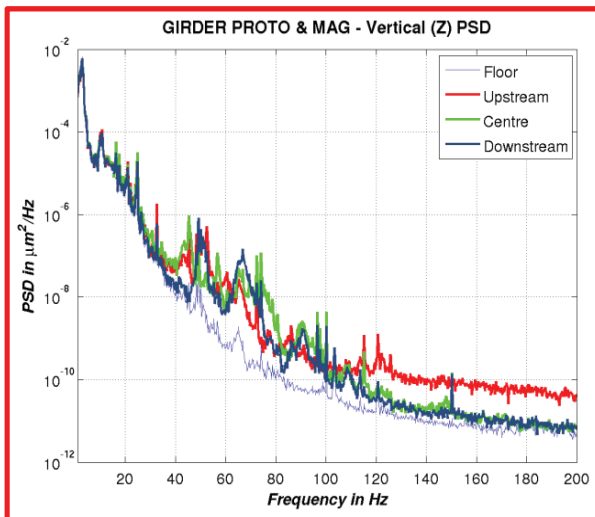 GIRDER PROTO & MAG - Vertical (Z) PSD
10⁻²
10⁻⁴
10⁻⁶
10⁻⁸
10⁻¹⁰
10⁻¹²
PSD in μm²/Hz
Floor
Upstream
Centre
Downstream
20 40 60 80 100 120 140 160 180 200
Frequency in Hz